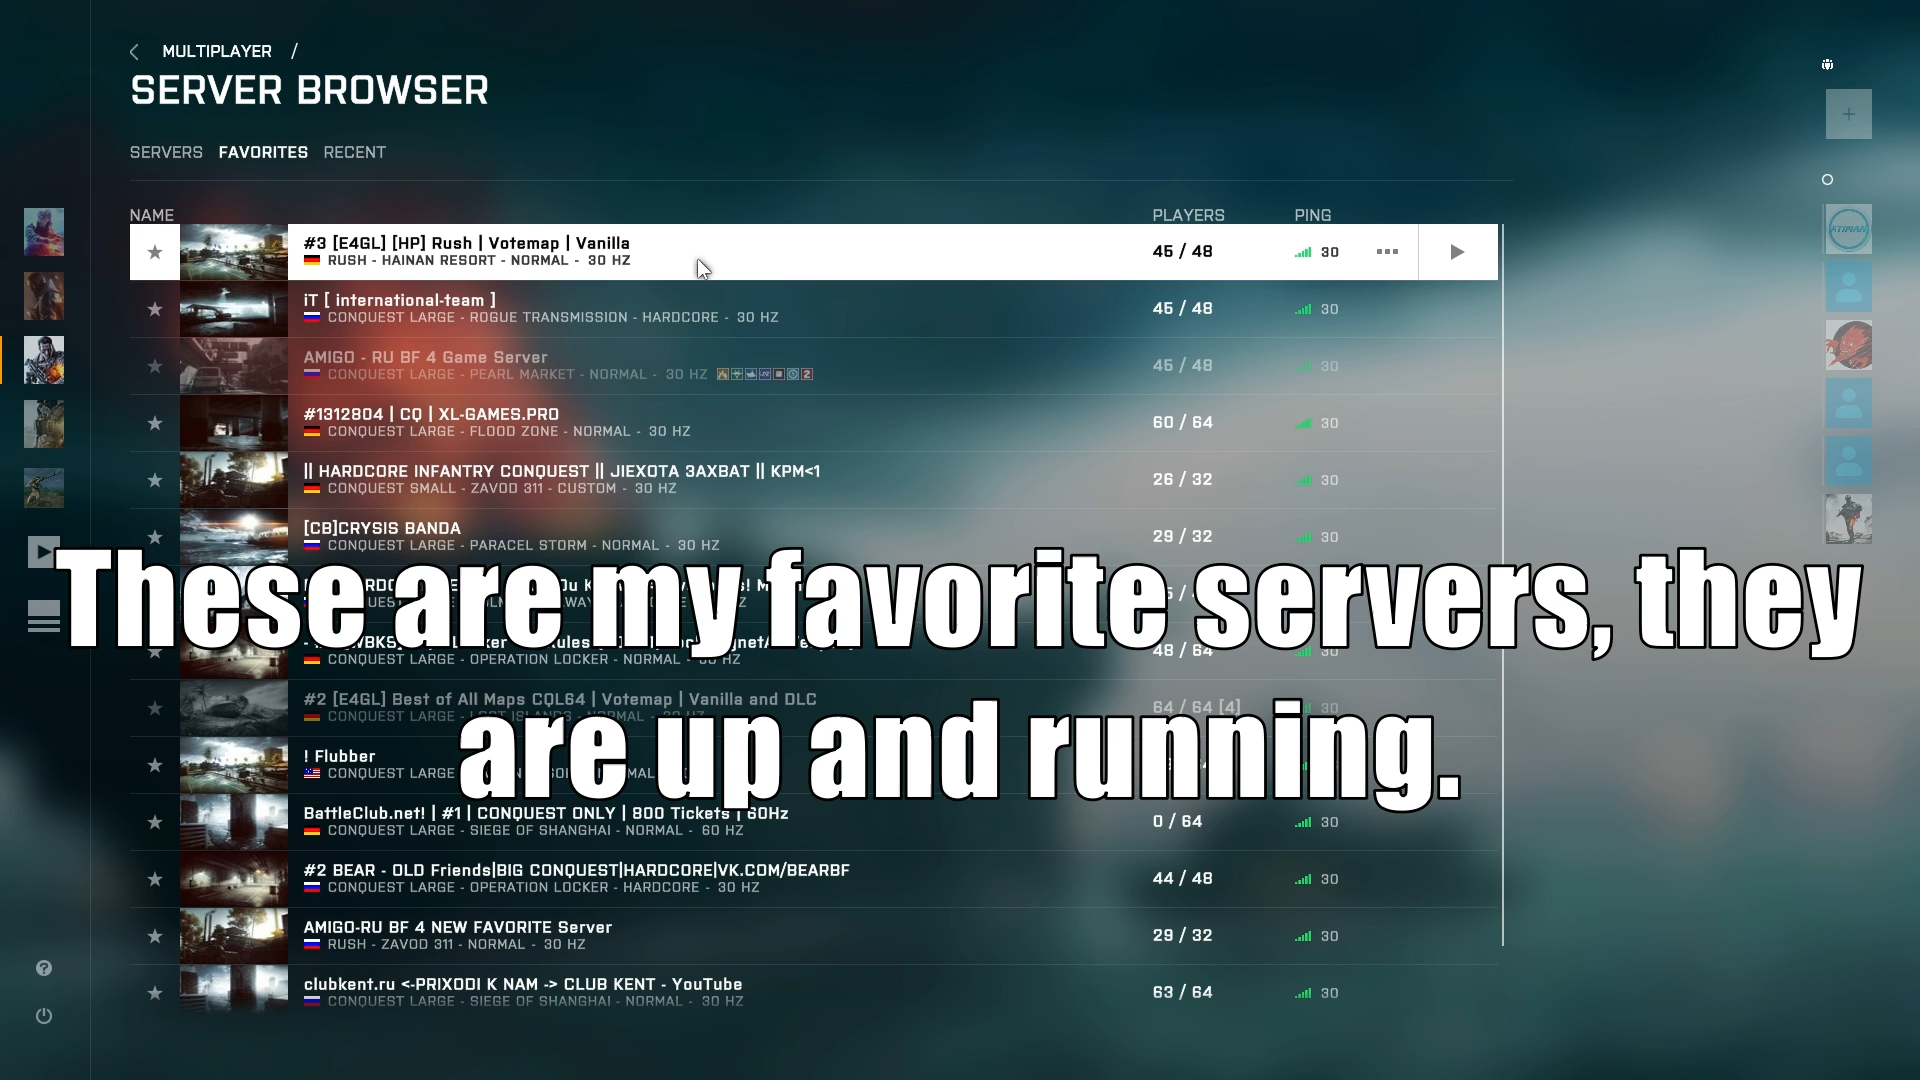 MULTIPLAYER /
SERVER BROWSER
SERVERS FAVORITES RECENT
NAME PLAYERS PING
#3 [E4GL] [HP] Rush | Votemap | Vanilla
RUSH - HAINAN RESORT - NORMAL - 30 HZ
45 / 48 30
iT [ international-team ]
CONQUEST LARGE - ROGUE TRANSMISSION - HARDCORE - 30 HZ
45 / 48 30
AMIGO - RU BF 4 Game Server
CONQUEST LARGE - PEARL MARKET - NORMAL - 30 HZ
45 / 48 30
#1312804 | CQ | XL-GAMES.PRO
CONQUEST LARGE - FLOOD ZONE - NORMAL - 30 HZ
60 / 64 30
|| HARDCORE INFANTRY CONQUEST || JIEXOTA 3AXBAT || KPM<1
CONQUEST SMALL - ZAVOD 311 - CUSTOM - 30 HZ
26 / 32 30
[CB]CRYSIS BANDA
CONQUEST LARGE - PARACEL STORM - NORMAL - 30 HZ
29 / 32 30
These are my favorite servers, they
CONQUEST LARGE - OPERATION LOCKER - NORMAL - 30 HZ
48 / 64 30
#2 [E4GL] Best of All Maps CQL64 | Votemap | Vanilla and DLC
CONQUEST LARGE - LOST ISLANDS - NORMAL - 30 HZ
64 / 64 [4] 30
are up and running.
! Flubber
CONQUEST LARGE
BattleClub.net! | #1 | CONQUEST ONLY | 800 Tickets | 60Hz
CONQUEST LARGE - SIEGE OF SHANGHAI - NORMAL - 60 HZ
0 / 64 30
#2 BEAR - OLD Friends|BIG CONQUEST|HARDCORE|VK.COM/BEARBF
CONQUEST LARGE - OPERATION LOCKER - HARDCORE - 30 HZ
44 / 48 30
AMIGO-RU BF 4 NEW FAVORITE Server
RUSH - ZAVOD 311 - NORMAL - 30 HZ
29 / 32 30
clubkent.ru <-PRIXODI K NAM -> CLUB KENT - YouTube
CONQUEST LARGE - SIEGE OF SHANGHAI - NORMAL - 30 HZ
63 / 64 30